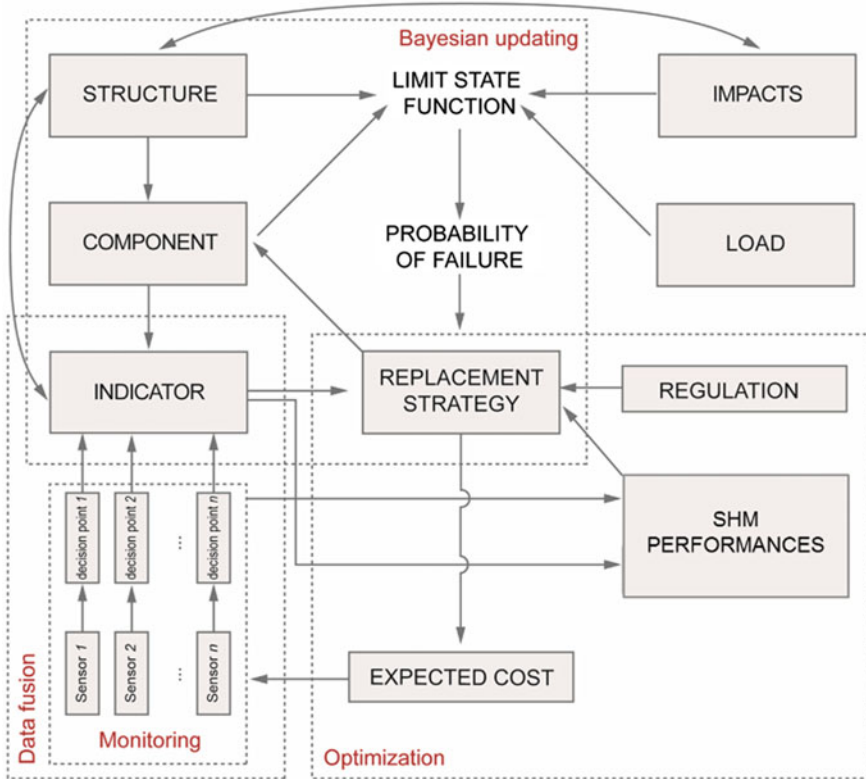 Bayesian updating
STRUCTURE
LIMIT STATE
FUNCTION
IMPACTS
COMPONENT
PROBABILITY
OF FAILURE
LOAD
INDICATOR
REPLACEMENT
STRATEGY
REGULATION
decision point 1
decision point 2
...
decision point n
SHM
PERFORMANCES
Sensor 1
Sensor 2
...
Sensor n
EXPECTED COST
Data fusion
Monitoring
Optimization